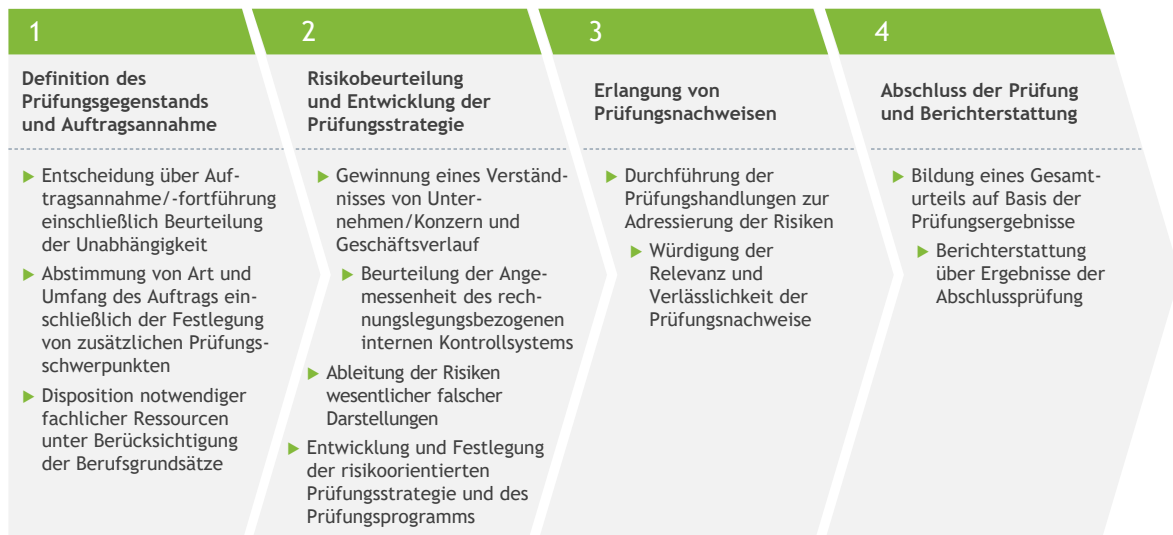 1
Definition des
Prüfungsgegenstands
und Auftragsannahme
▶ Entscheidung über Auf-
tragsannahme/-fortführung
einschließlich Beurteilung
der Unabhängigkeit
▶ Abstimmung von Art und
Umfang des Auftrags ein-
schließlich der Festlegung
von zusätzlichen Prüfungs-
schwerpunkten
▶ Disposition notwendiger
fachlicher Ressourcen
unter Berücksichtigung
der Berufsgrundsätze
2
Risikobeurteilung
und Entwicklung der
Prüfungsstrategie
▶ Gewinnung eines Verständ-
nisses von Unter-
nehmen/Konzern und
Geschäftsverlauf
▶ Beurteilung der Ange-
messenheit des rech-
nungslegungsbezogenen
internen Kontrollsystems
▶ Ableitung der Risiken
wesentlicher falscher
Darstellungen
▶ Entwicklung und Festlegung
der risikoorientierten
Prüfungsstrategie und des
Prüfungsprogramms
3
Erlangung von
Prüfungsnachweisen
▶ Durchführung der
Prüfungshandlungen zur
Adressierung der Risiken
▶ Würdigung der
Relevanz und
Verlässlichkeit der
Prüfungsnachweise
4
Abschluss der Prüfung
und Berichterstattung
▶ Bildung eines Gesamt-
urteils auf Basis der
Prüfungsergebnisse
▶ Berichterstattung
über Ergebnisse der
Abschlussprüfung